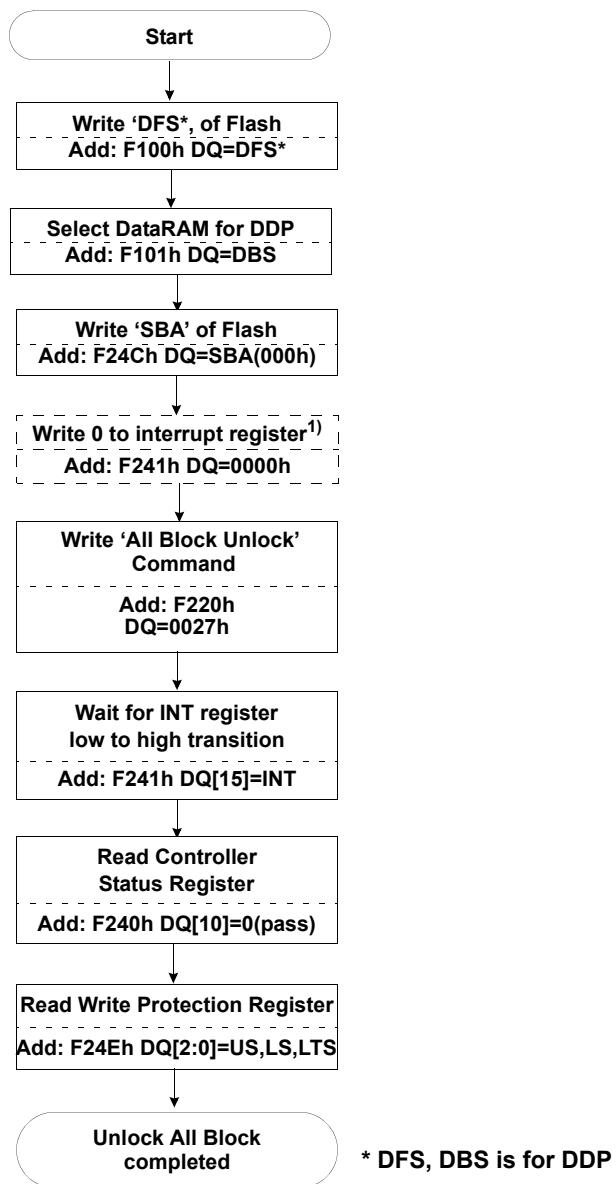 Start
Write ‘DFS*, of Flash
Add: F100h DQ=DFS*
Select DataRAM for DDP
Add: F101h DQ=DBS
Write ‘SBA’ of Flash
Add: F24Ch DQ=SBA(000h)
Write 0 to interrupt register1)
Add: F241h DQ=0000h
Write ‘All Block Unlock’
Command
Add: F220h
DQ=0027h
Wait for INT register
low to high transition
Add: F241h DQ[15]=INT
Read Controller
Status Register
Add: F240h DQ[10]=0(pass)
Read Write Protection Register
Add: F24Eh DQ[2:0]=US,LS,LTS
Unlock All Block
completed
* DFS, DBS is for DDP